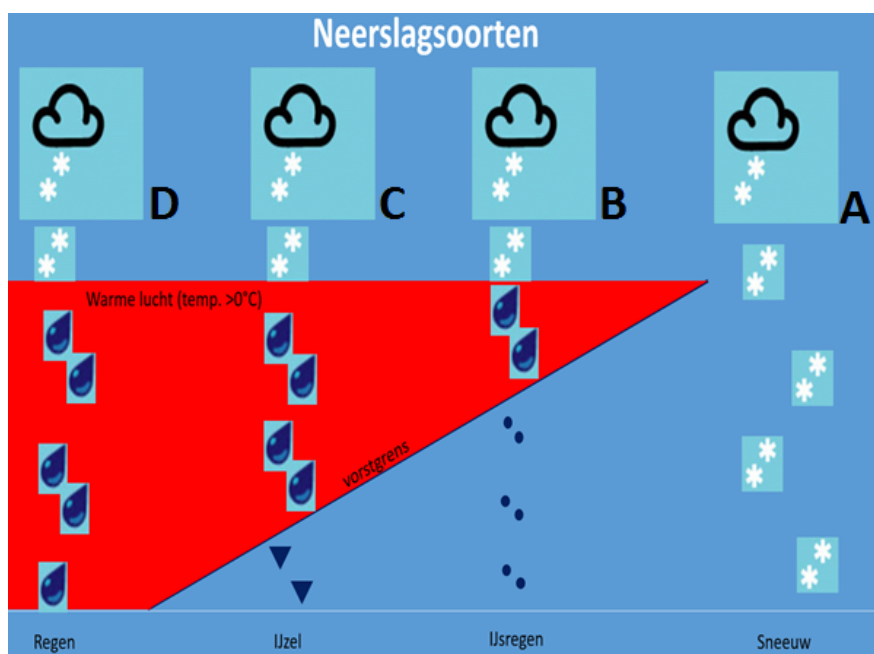 Neerslagsoorten
D
C
B
A
Warme lucht (temp. >0°C)
vorstgrens
Regen
IJzel
IJsregen
Sneeuw